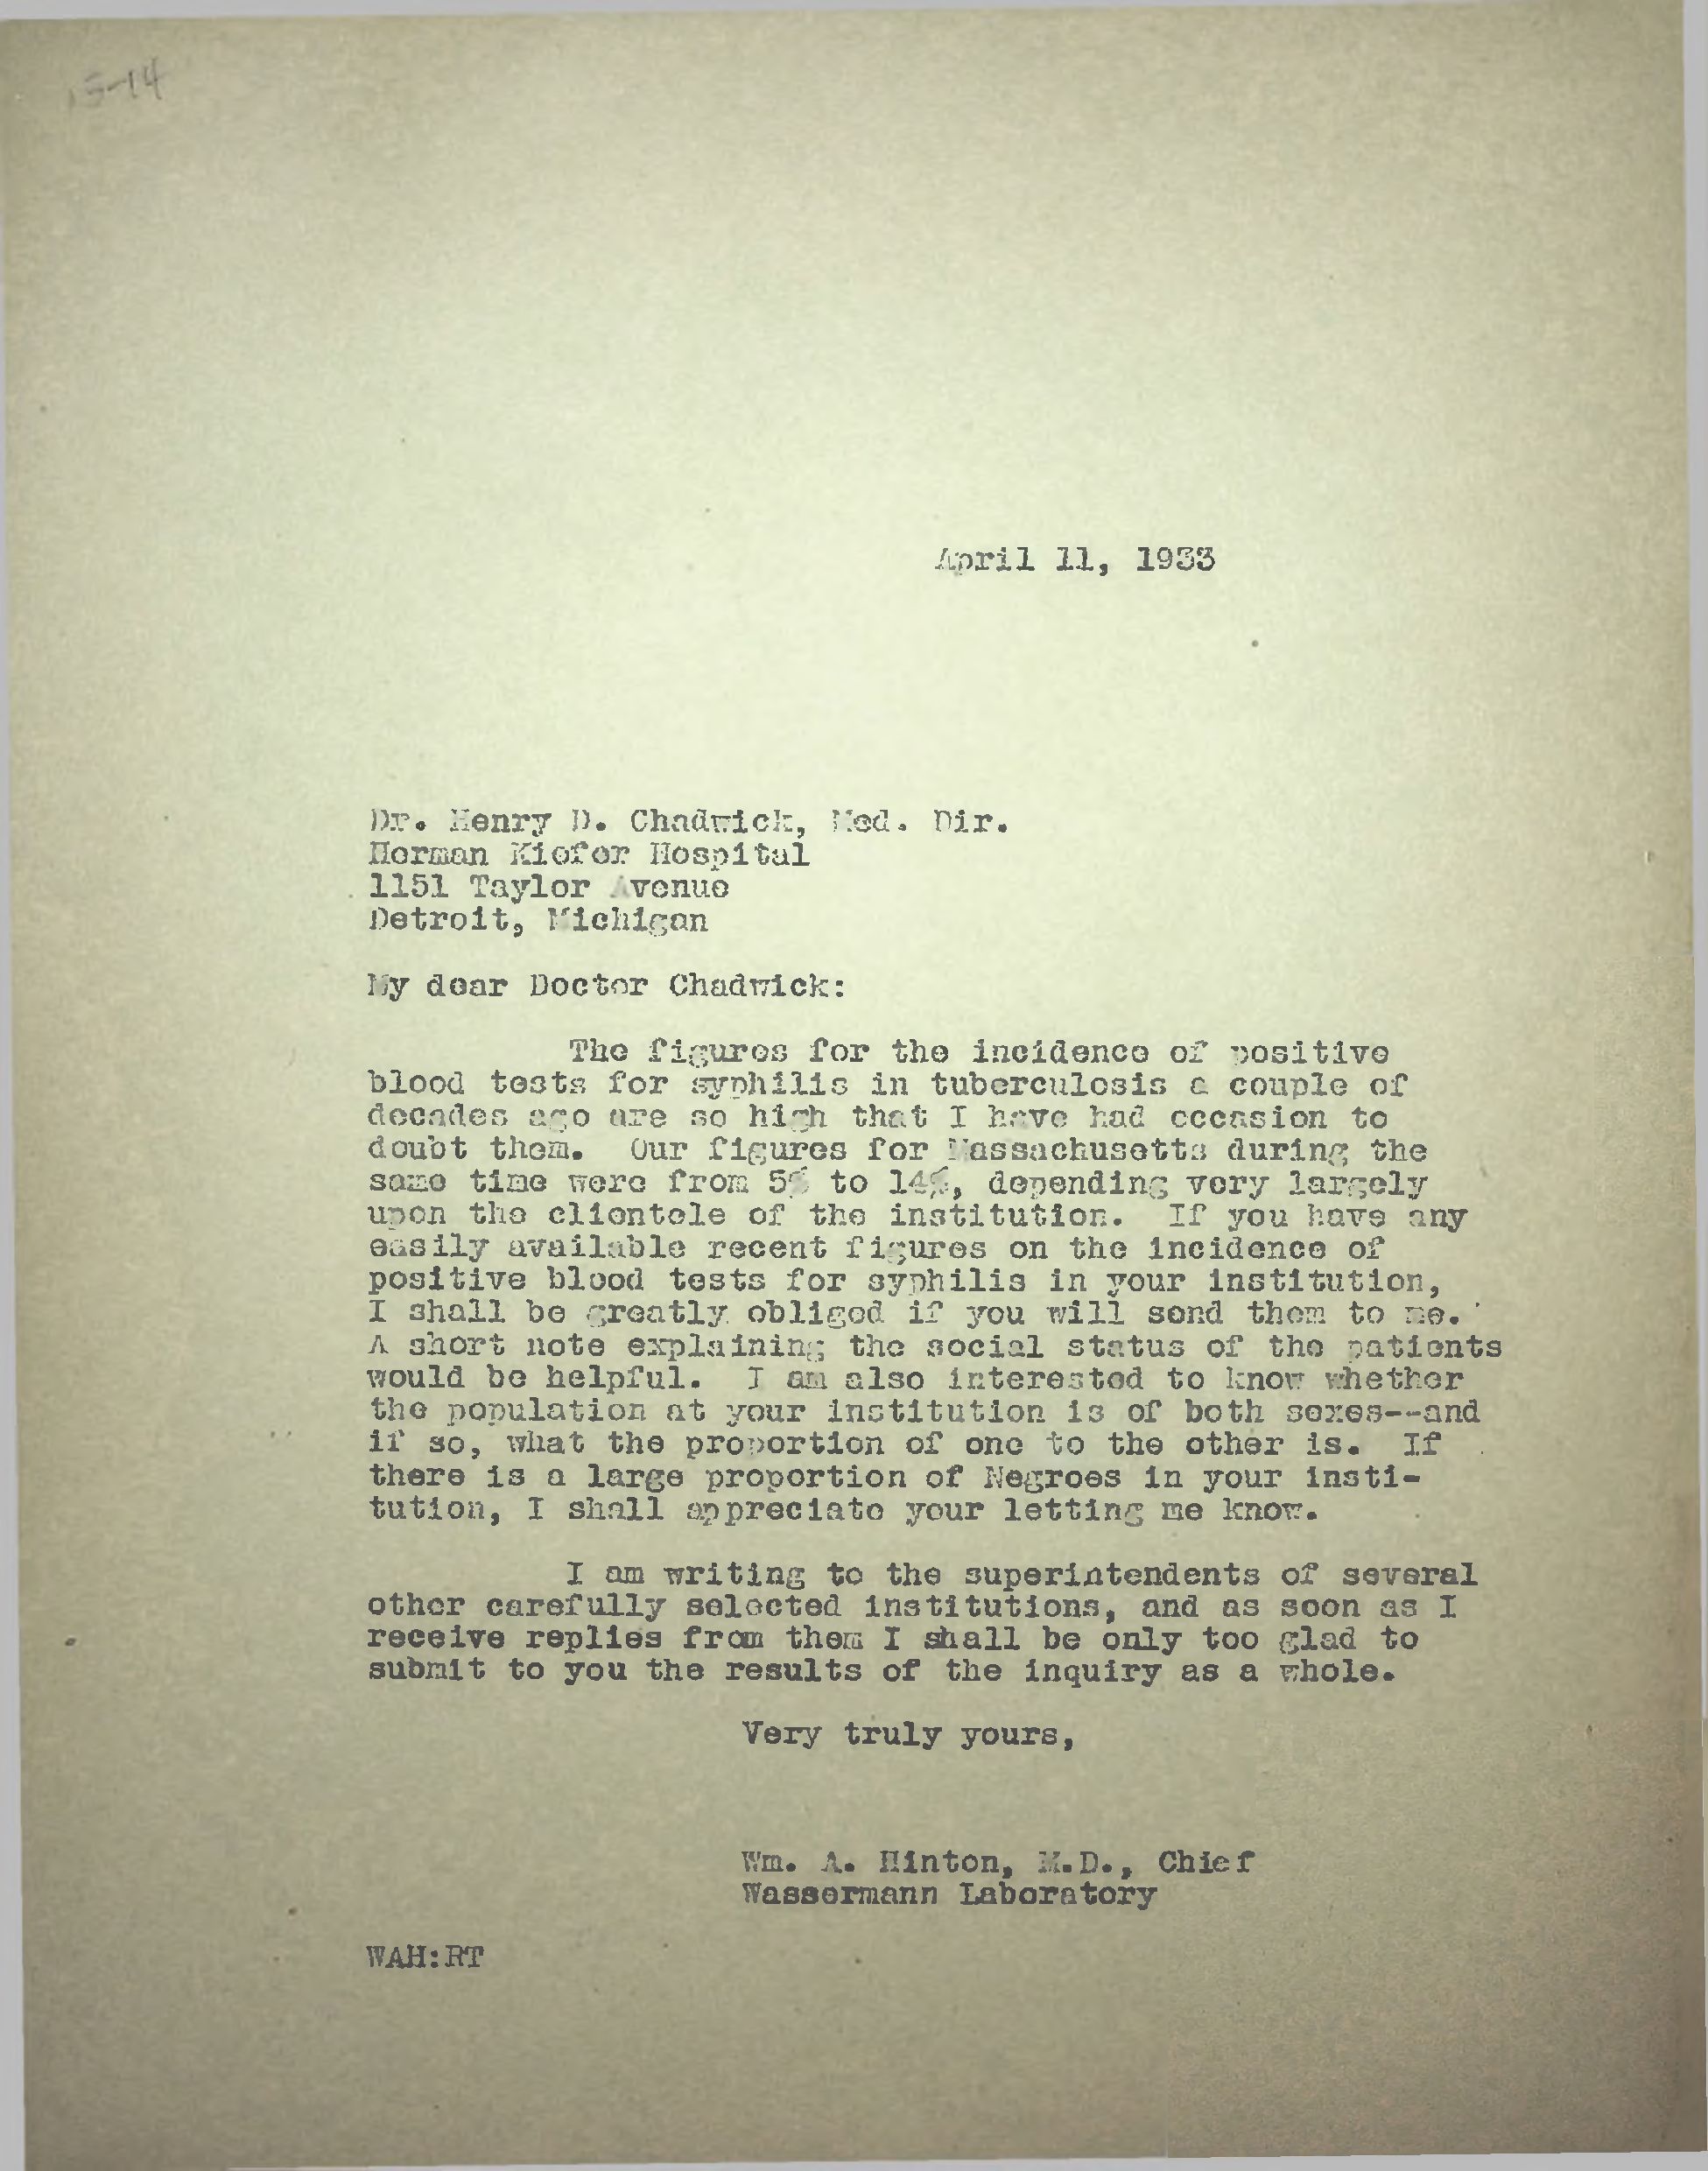 5-14
April 11, 1933
Dr. Henry D. Chadwick, Med. Dir.
Herman Kiefer Hospital
1151 Taylor Avenue
Detroit, Michigan
My dear Doctor Chadwick:
The figures for the incidence of positive
blood tests for syphilis in tuberculosis a couple of
decades ago are so high that I have had occasion to
doubt them. Our figures for Massachusetts during the
same time were from 5% to 14%, depending very largely
upon the clientele of the institution. If you have any
easily available recent figures on the incidence of
positive blood tests for syphilis in your institution,
I shall be greatly obliged if you will send them to me.
A short note explaining the social status of the patients
would be helpful. I am also interested to know whether
the population at your institution is of both sexes--and
if so, what the proportion of one to the other is. If
there is a large proportion of Negroes in your insti-
tution, I shall appreciate your letting me know.
I am writing to the superintendents of several
other carefully selected institutions, and as soon as I
receive replies from them I shall be only too glad to
submit to you the results of the inquiry as a whole.
Very truly yours,
Wm. A. Hinton, M.D., Chief
Wassermann Laboratory
WAH:RT